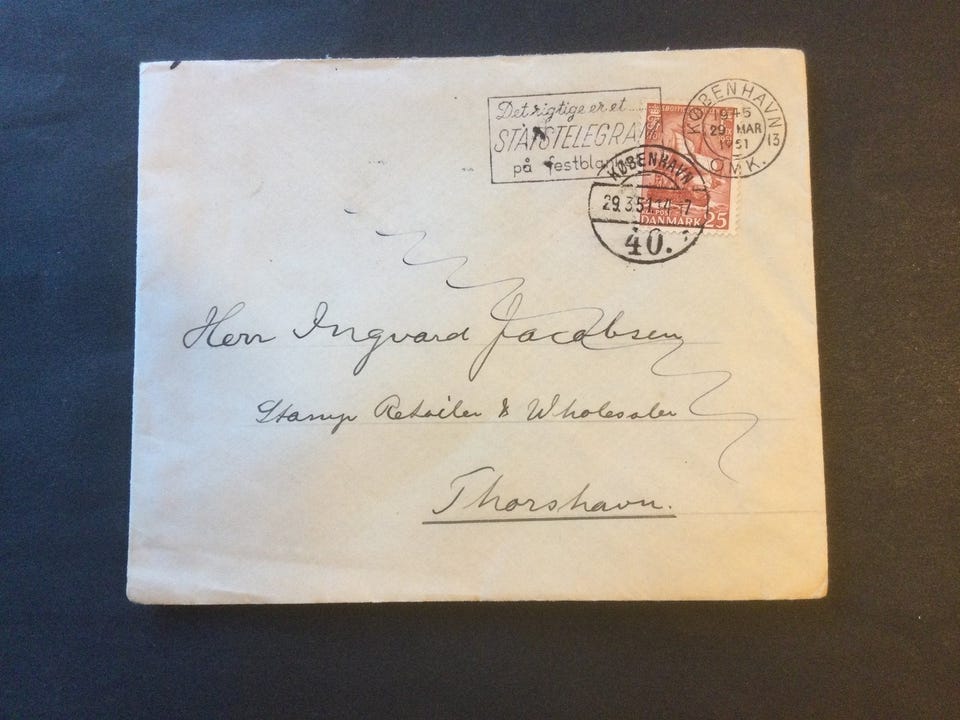 Det rigtige er et....
STATSTELEGRAM
på festblanket
KØBENHAVN
1945
29. MAR
1951
13
OMK.
KØBENHAVN
29.3.51.14-7
40.
DANMARK 25
Herr Ingvard Jacobsen
Stamp Retailer & Wholesaler
Thorshavn.